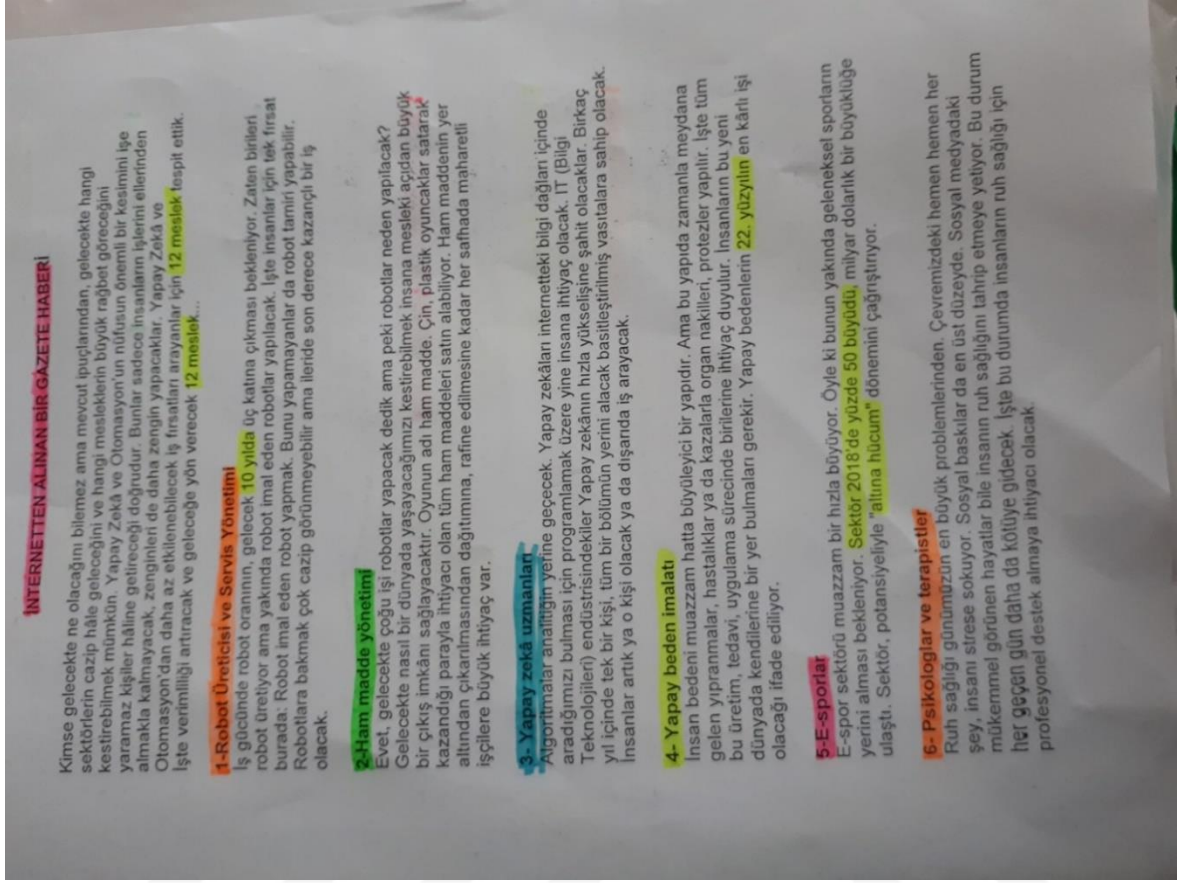 İNTERNETTEN ALINAN BİR GAZETE HABERİ
Kimse gelecekte ne olacağını bilemez ama mevcut ipuçlarından, gelecekte hangi
sektörlerin cazip hâle geleceğini ve hangi mesleklerin büyük rağbet göreceğini
kestirebilmek mümkün. Yapay Zekâ ve Otomasyon'un nüfusun önemli bir kesimini işe
yaramaz kişiler hâline getireceği doğrudur. Bunlar sadece insanların işlerini ellerinden
almakla kalmayacak, zenginleri de daha zengin yapacaklar. Yapay Zekâ ve
Otomasyon'dan daha az etkilenebilecek iş fırsatları arayanlar için 12 meslek tespit ettik.
İşte verimliliği artıracak ve geleceğe yön verecek 12 meslek...
1-Robot Üreticisi ve Servis Yönetimi
İş gücünde robot oranının, gelecek 10 yılda üç katına çıkması bekleniyor. Zaten birileri
robot üretiyor ama yakında robot imal eden robotlar yapılacak. İşte insanlar için tek fırsat
burada: Robot imal eden robot yapmak. Bunu yapamayanlar da robot tamiri yapabilir.
Robotlara bakmak çok cazip görünmeyebilir ama ileride son derece kazançlı bir iş
olacak.
2-Ham madde yönetimi
Evet, gelecekte çoğu işi robotlar yapacak dedik ama peki robotlar neden yapılacak?
Gelecekte nasıl bir dünyada yaşayacağımızı kestirebilmek insana mesleki açıdan büyük
bir çıkış imkânı sağlayacaktır. Oyunun adı ham madde. Çin, plastik oyuncaklar satarak
kazandığı parayla ihtiyacı olan tüm ham maddeleri satın alabiliyor. Ham maddenin yer
altından çıkarılmasından dağıtımına, rafine edilmesine kadar her safhada maharetli
işçilere büyük ihtiyaç var.
3- Yapay zekâ uzmanları
Algoritmalar analitiğin yerine geçecek. Yapay zekâları internetteki bilgi dağları içinde
aradığımızı bulması için programlamak üzere yine insana ihtiyaç olacak. IT (Bilgi
Teknolojileri) endüstrisindekiler Yapay zekânın hızla yükselişine şahit olacaklar. Birkaç
yıl içinde tek bir kişi, tüm bir bölümün yerini alacak basitleştirilmiş vasıtalara sahip olacak.
İnsanlar artık ya o kişi olacak ya da dışarıda iş arayacak.
4- Yapay beden imalatı
İnsan bedeni muazzam hatta büyüleyici bir yapıdır. Ama bu yapıda zamanla meydana
gelen yıpranmalar, hastalıklar ya da kazalarla organ nakilleri, protezler yapılır. İşte tüm
bu üretim, tedavi, uygulama sürecinde birilerine ihtiyaç duyulur. İnsanların bu yeni
dünyada kendilerine bir yer bulmaları gerekir. Yapay bedenlerin 22. yüzyılın en kârlı işi
olacağı ifade ediliyor.
5-E-sporlar
E-spor sektörü muazzam bir hızla büyüyor. Öyle ki bunun yakında geleneksel sporların
yerini alması bekleniyor. Sektör 2018'de yüzde 50 büyüdü, milyar dolarlık bir büyüklüğe
ulaştı. Sektör, potansiyeliyle "altına hücum" dönemini çağrıştırıyor.
6- Psikologlar ve terapistler
Ruh sağlığı günümüzün en büyük problemlerinden. Çevremizdeki hemen hemen her
şey, insanı strese sokuyor. Sosyal baskılar da en üst düzeyde. Sosyal medyadaki
mükemmel görünen hayatlar bile insanın ruh sağlığını tahrip etmeye yetiyor. Bu durum
her geçen gün daha da kötüye gidecek. İşte bu durumda insanların ruh sağlığı için
profesyonel destek almaya ihtiyacı olacak.